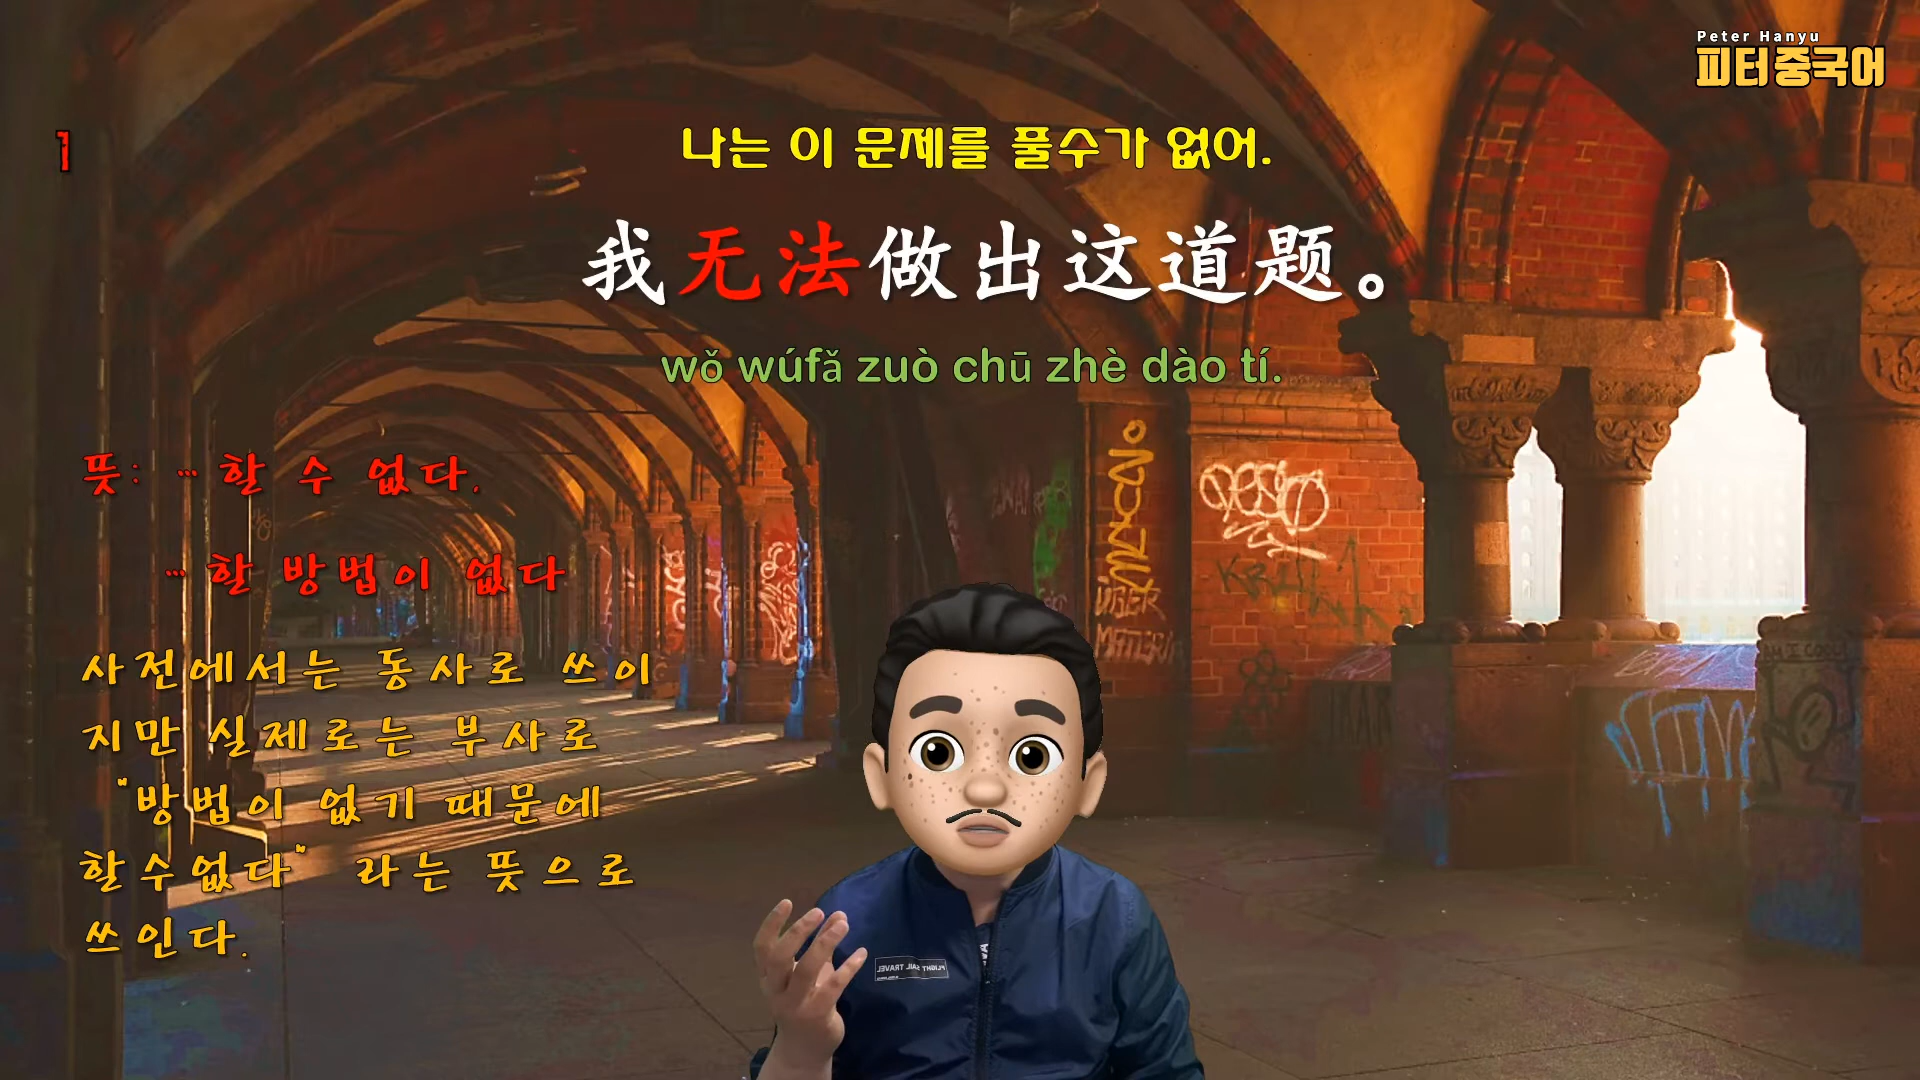 Peter Hanyu
피터 중국어
1
나는 이 문제를 풀수가 없어.
我无法做出这道题。
wǒ wúfǎ zuò chū zhè dào tí.
뜻: … 할 수 없다.
… 할 방법이 없다
사전에서는 동사로 쓰이
지만 실제로는 부사로
"방법이 없기 때문에
할수없다" 라는 뜻으로
쓰인다.
FLIGHT SAIL TRAVEL
ÜBER